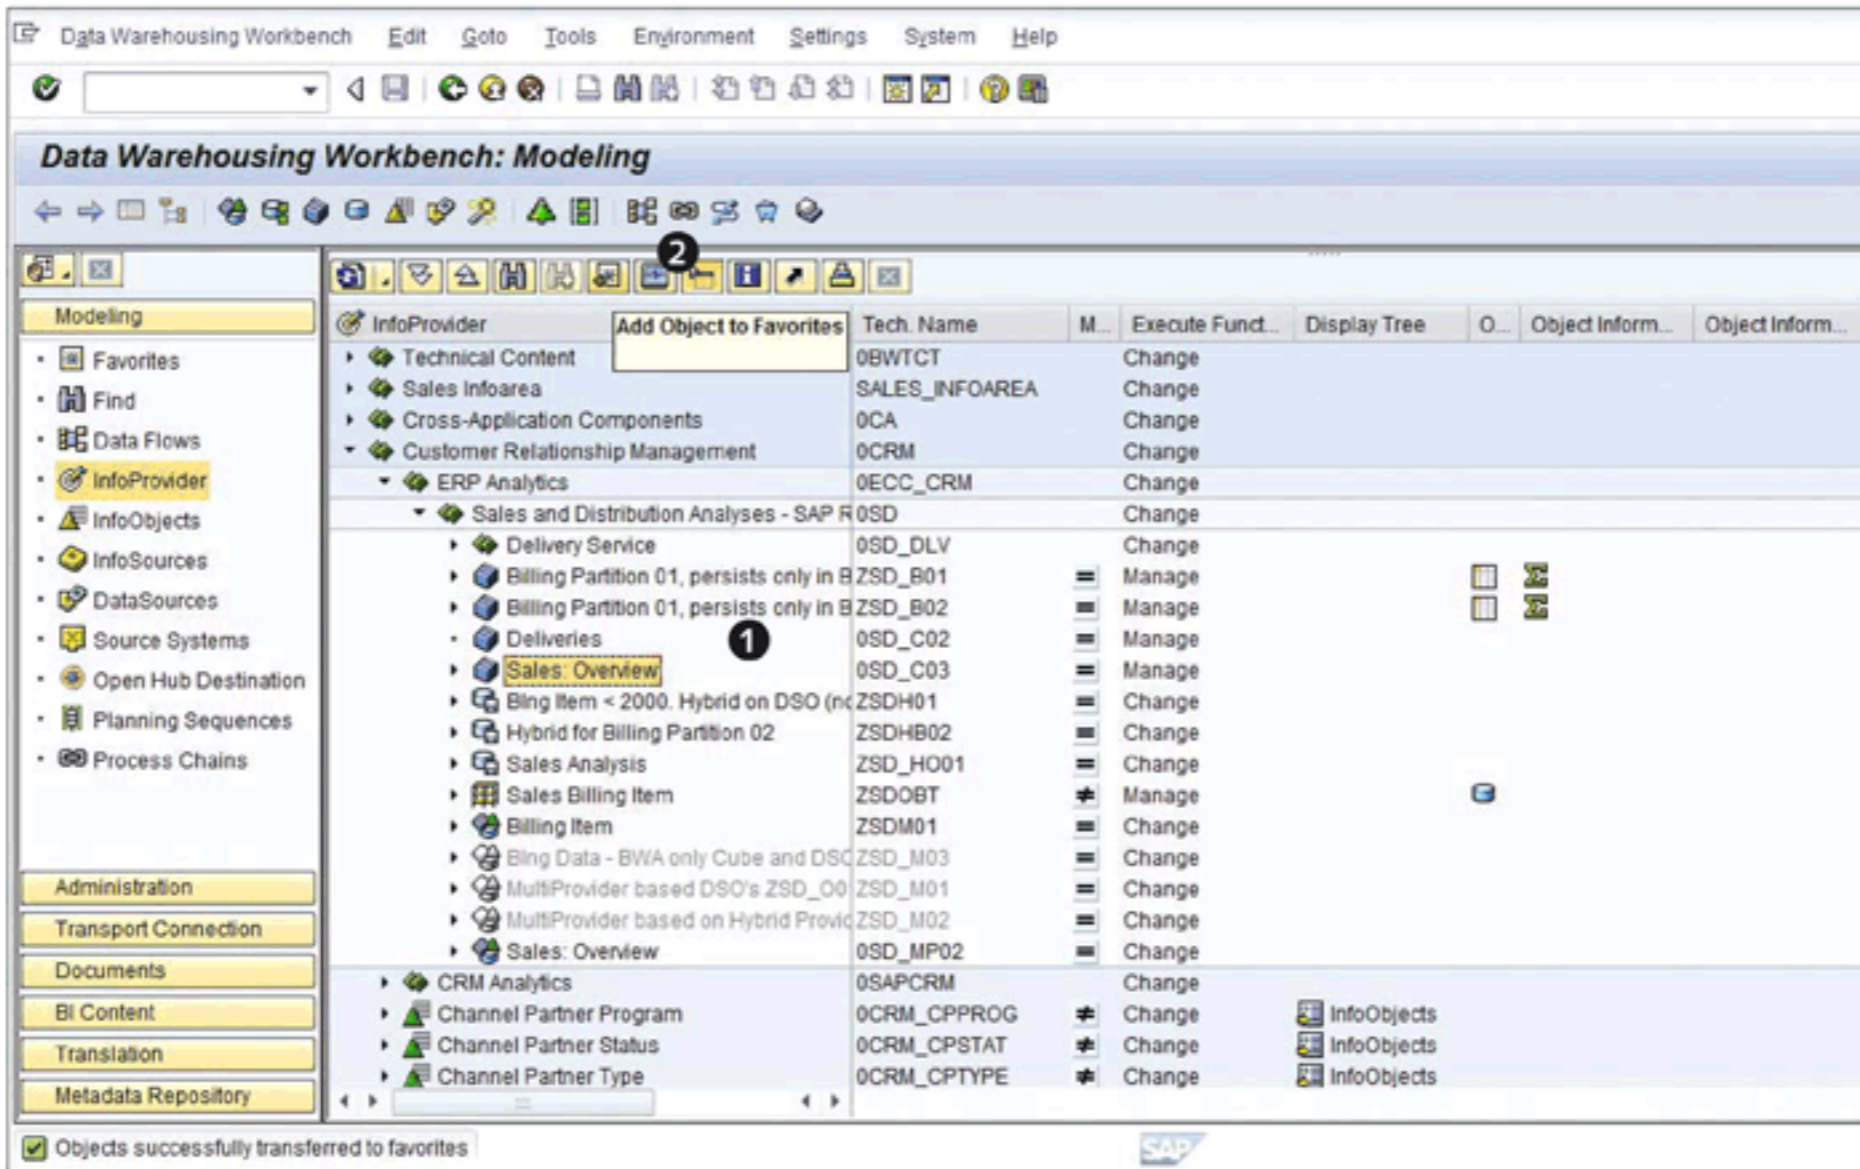 Data Warehousing Workbench Edit Goto Tools Environment Settings System Help
Data Warehousing Workbench: Modeling
2
Modeling
Favorites
Find
Data Flows
InfoProvider
InfoObjects
InfoSources
DataSources
Source Systems
Open Hub Destination
Planning Sequences
Process Chains
Administration
Transport Connection
Documents
BI Content
Translation
Metadata Repository
InfoProvider Add Object to Favorites Tech. Name M... Execute Funct... Display Tree O... Object Inform... Object Inform...
Technical Content 0BWTCT Change
Sales Infoarea SALES_INFOAREA Change
Cross-Application Components 0CA Change
Customer Relationship Management 0CRM Change
ERP Analytics 0ECC_CRM Change
Sales and Distribution Analyses - SAP R 0SD Change
Delivery Service 0SD_DLV Change
Billing Partition 01, persists only in B ZSD_B01 = Manage
Billing Partition 01, persists only in B ZSD_B02 = Manage
Deliveries 1 0SD_C02 = Manage
Sales: Overview 0SD_C03 = Manage
Blng Item < 2000. Hybrid on DSO (no ZSDH01 = Change
Hybrid for Billing Partition 02 ZSDHB02 = Change
Sales Analysis ZSD_HO01 = Change
Sales Billing Item ZSDOBT ≠ Manage
Billing Item ZSDM01 = Change
Blng Data - BWA only Cube and DSO ZSD_M03 = Change
MultiProvider based DSO's ZSD_O0 ZSD_M01 = Change
MultiProvider based on Hybrid Provid ZSD_M02 = Change
Sales: Overview 0SD_MP02 = Change
CRM Analytics 0SAPCRM Change
Channel Partner Program 0CRM_CPPROG ≠ Change InfoObjects
Channel Partner Status 0CRM_CPSTAT ≠ Change InfoObjects
Channel Partner Type 0CRM_CPTYPE ≠ Change InfoObjects
Objects successfully transferred to favorites
SAP